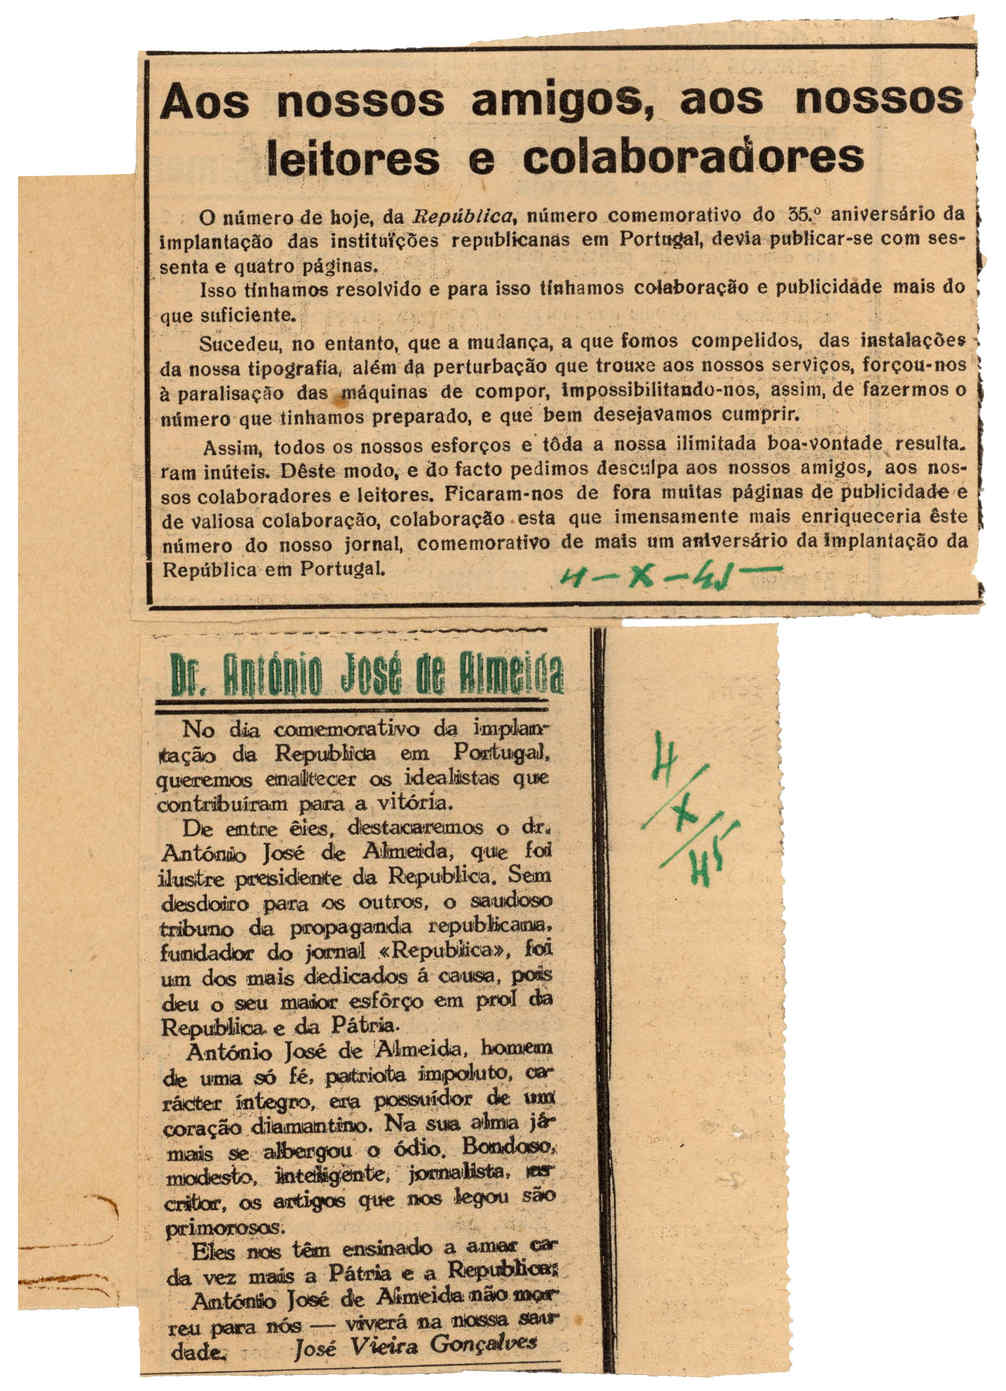 Aos nossos amigos, aos nossos
leitores e colaboradores
O número de hoje, da República, número comemorativo do 35.º aniversário da
implantação das instituïções republicanas em Portugal, devia publicar-se com ses-
senta e quatro páginas.
Isso tínhamos resolvido e para isso tínhamos colaboração e publicidade mais do
que suficiente.
Sucedeu, no entanto, que a mudança, a que fomos compelidos, das instalações
da nossa tipografia, além da perturbação que trouxe aos nossos serviços, forçou-nos
à paralisação das máquinas de compor, impossibilitando-nos, assim, de fazermos o
número que tinhamos preparado, e que bem desejavamos cumprir.
Assim, todos os nossos esforços e tôda a nossa ilimitada boa-vontade resulta.
ram inúteis. Dêste modo, e do facto pedimos desculpa aos nossos amigos, aos nos-
sos colaboradores e leitores. Ficaram-nos de fora muitas páginas de publicidade e
de valiosa colaboração, colaboração esta que imensamente mais enriqueceria êste
número do nosso jornal, comemorativo de mais um aniversário da implantação da
República em Portugal.
4-X-45-
Dr. António José de Almeida
No dia comemorativo da implan-
tação da Republica em Portugal,
queremos enaltecer os idealistas que
contribuíram para a vitória.
De entre êles, destacaremos o dr.
António José de Almeida, que foi
ilustre presidente da Republica. Sem
desdoiro para os outros, o saudoso
tribuno da propaganda republicana,
fundador do jornal «Republica», foi
um dos mais dedicados á causa, pois
deu o seu maior esfôrço em prol da
Republica e da Pátria.
António José de Almeida, homem
de uma só fé, patriota impoluto, ca-
rácter íntegro, era possuídor de um
coração diamantino. Na sua alma já-
mais se albergou o ódio. Bondoso,
modesto, inteligente, jornalista, es-
critor, os artigos que nos legou são
primorosos.
Eles nos têm ensinado a amar ca-
da vez mais a Pátria e a Republica;
António José de Almeida não mor-
reu para nós — viverá na nossa sau-
dade. José Vieira Gonçalves
4
/
X
/
45